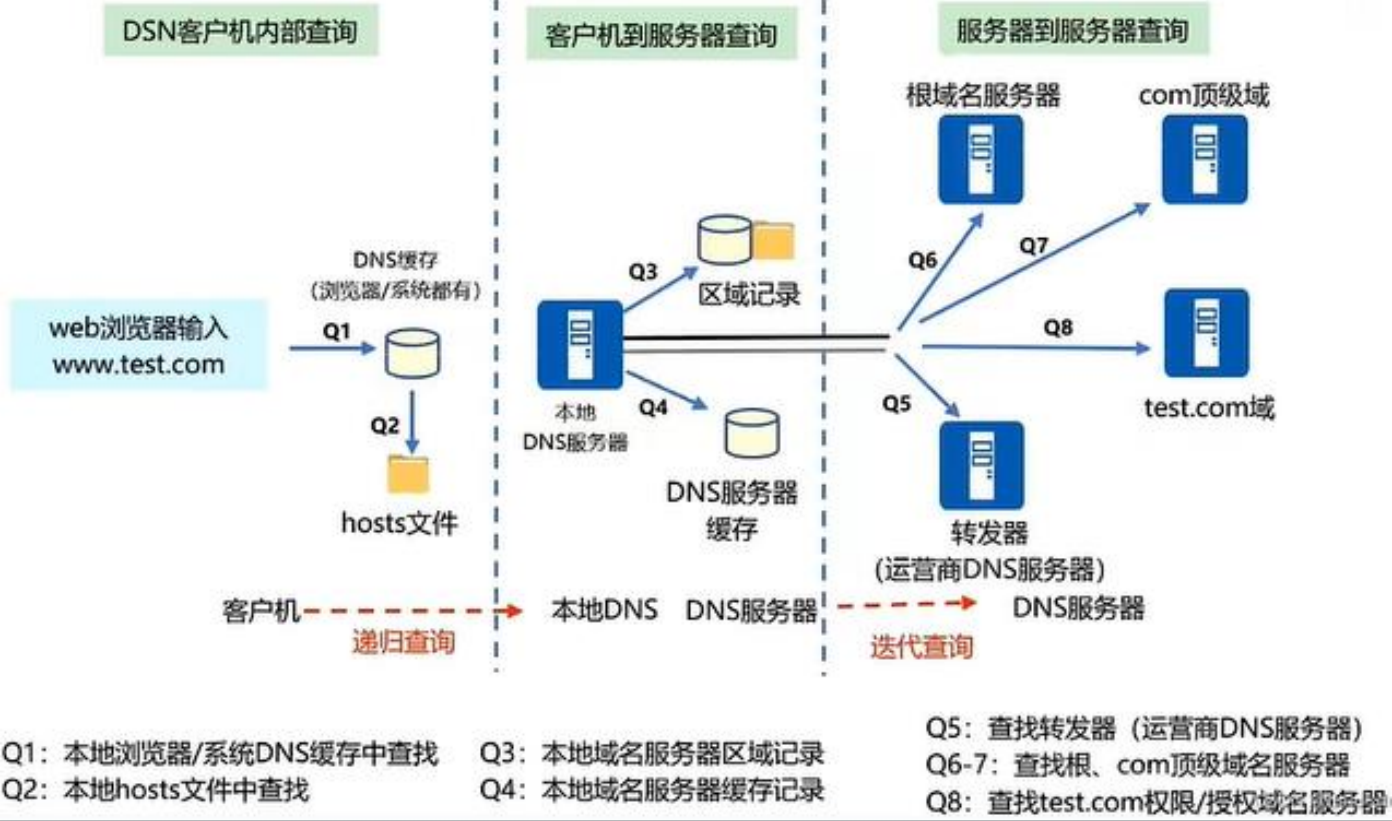 DSN客户机内部查询
客户机到服务器查询
服务器到服务器查询
根域名服务器
com顶级域
DNS缓存
（浏览器/系统都有）
web浏览器输入
www.test.com
Q1
Q2
hosts文件
Q3
区域记录
Q4
本地
DNS服务器
DNS服务器
缓存
Q6
Q7
Q8
Q5
test.com域
转发器
(运营商DNS服务器)
客户机
递归查询
本地DNS
DNS服务器
迭代查询
DNS服务器
Q1：本地浏览器/系统DNS缓存中查找
Q2：本地hosts文件中查找
Q3：本地域名服务器区域记录
Q4：本地域名服务器缓存记录
Q5：查找转发器（运营商DNS服务器）
Q6-7：查找根、com顶级域名服务器
Q8：查找test.com权限/授权域名服务器